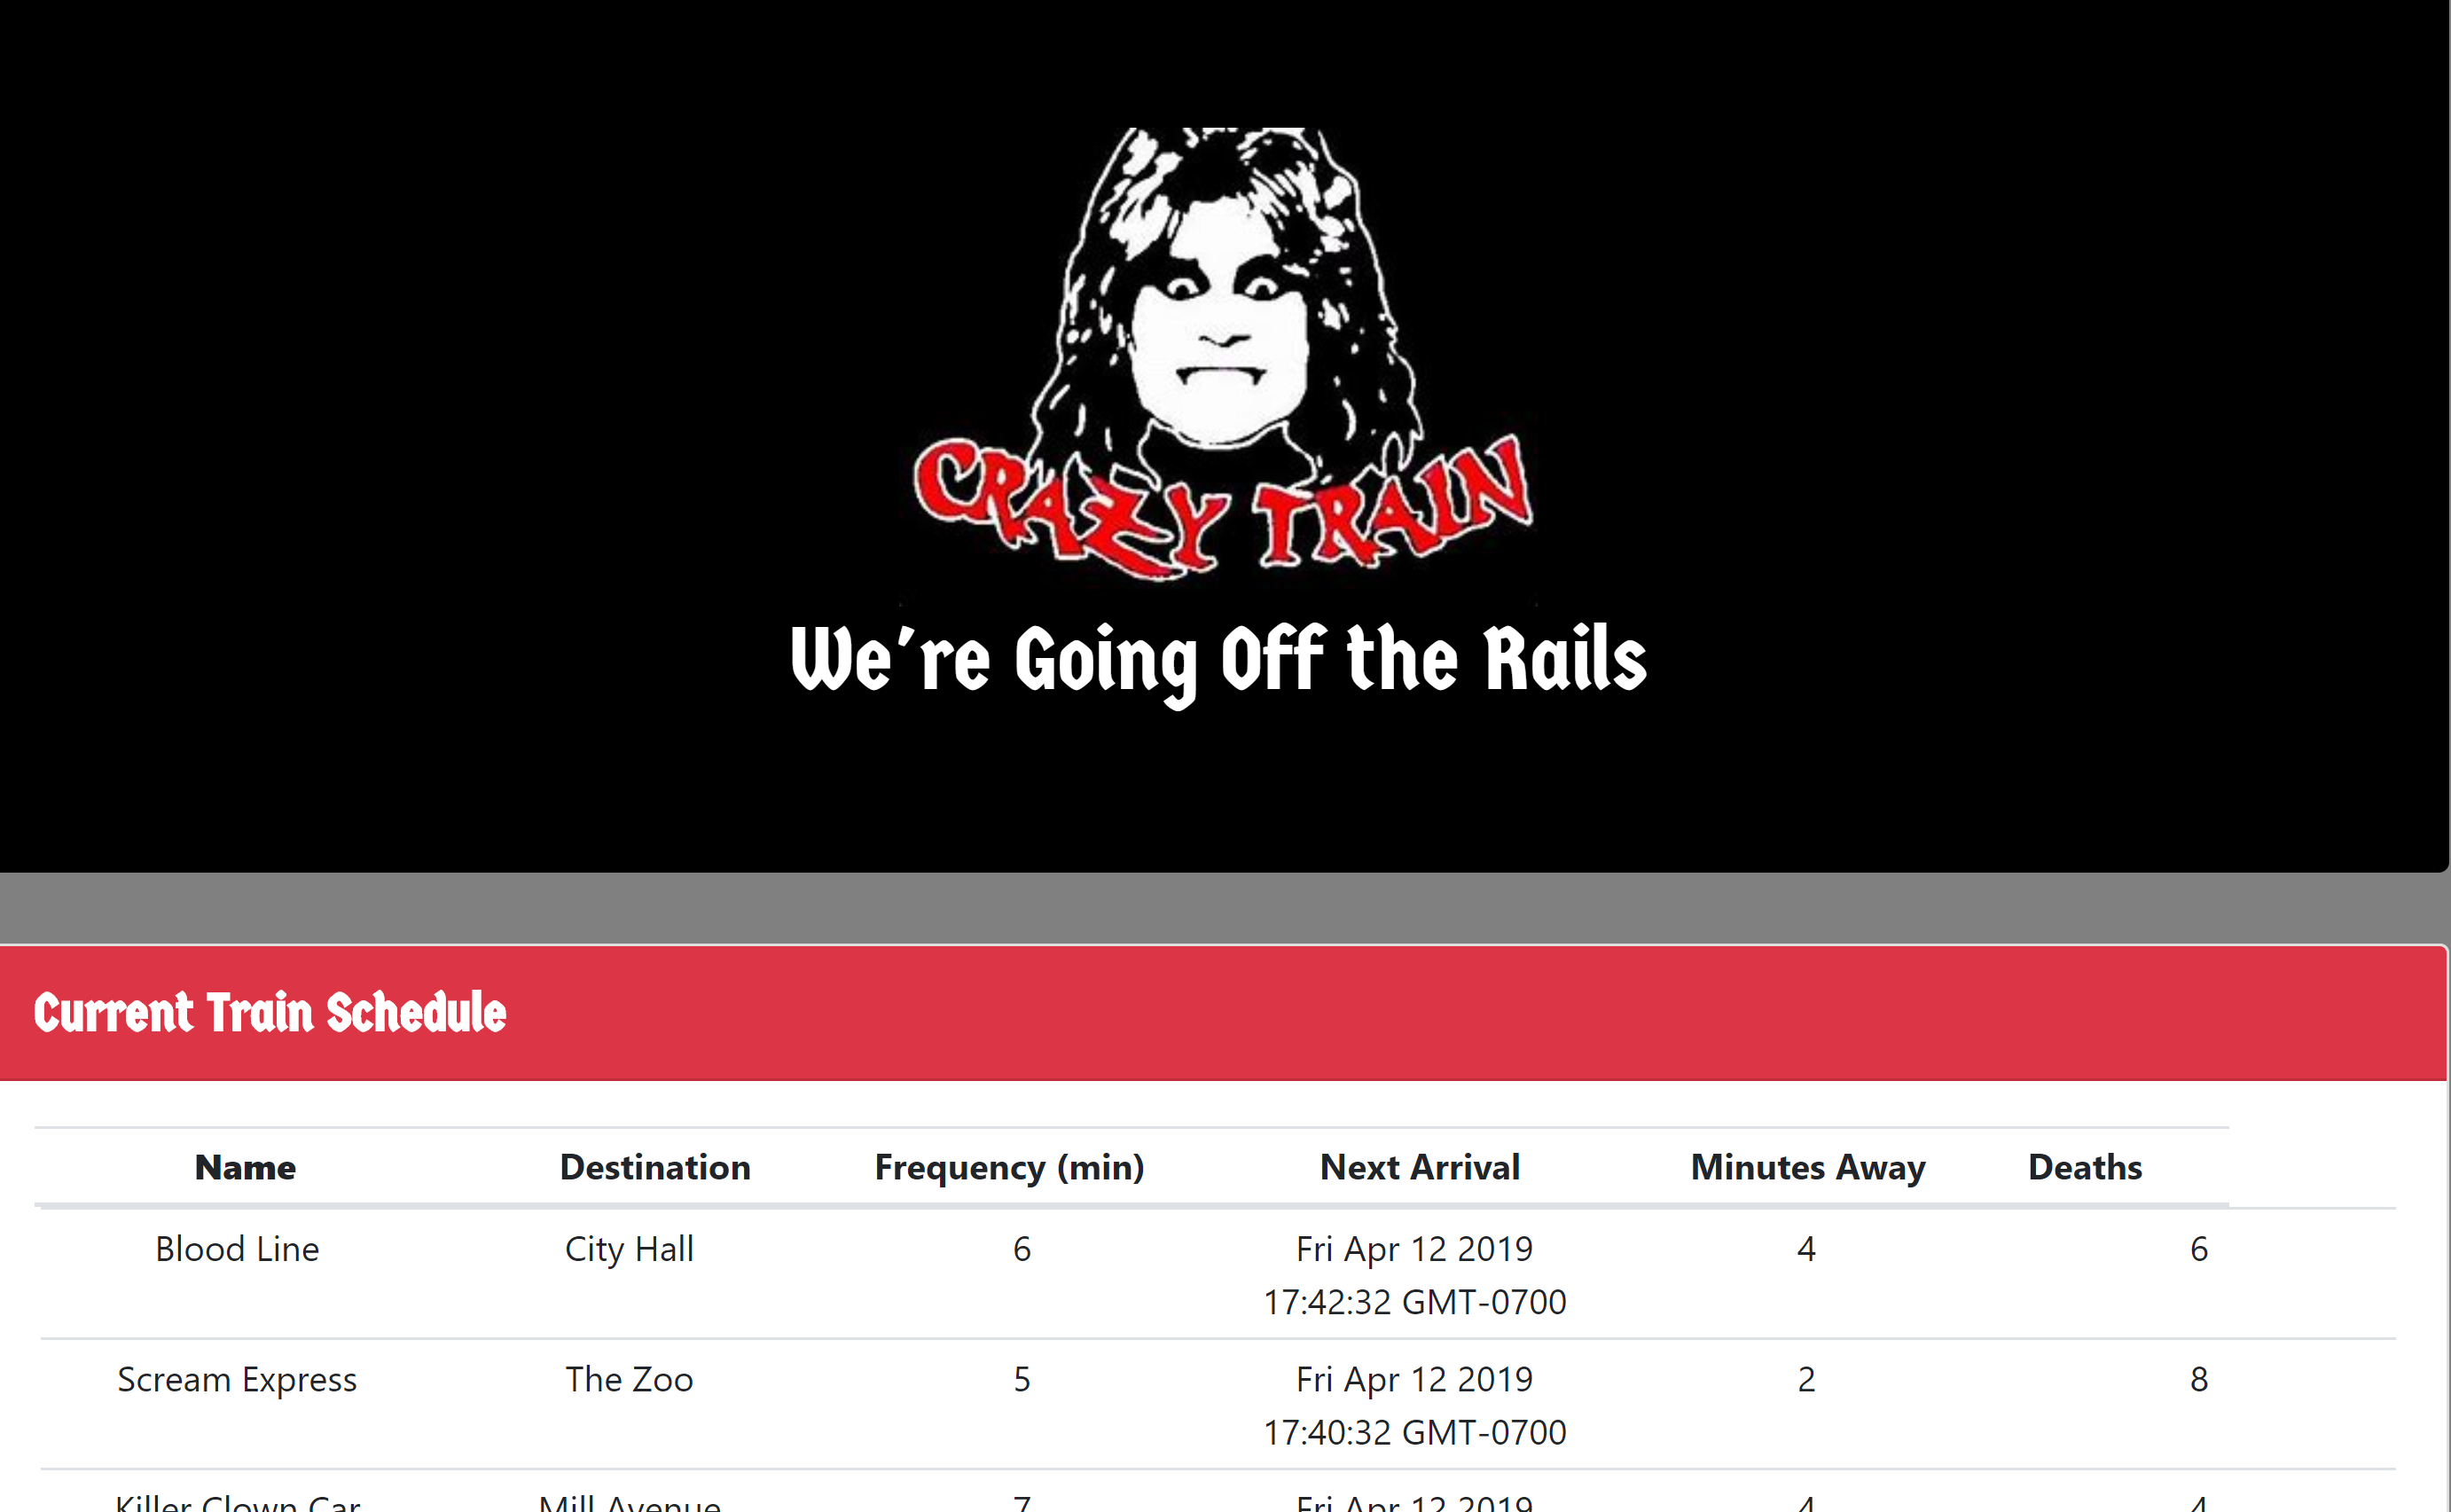 CRAZY TRAIN
We're Going Off the Rails
Current Train Schedule
Name Destination Frequency (min) Next Arrival Minutes Away Deaths
Blood Line City Hall 6 Fri Apr 12 2019 4 6
17:42:32 GMT-0700
Scream Express The Zoo 5 Fri Apr 12 2019 2 8
17:40:32 GMT-0700
Killer Clown Car Mill Avenue 7 Fri Apr 12 2019 4 4